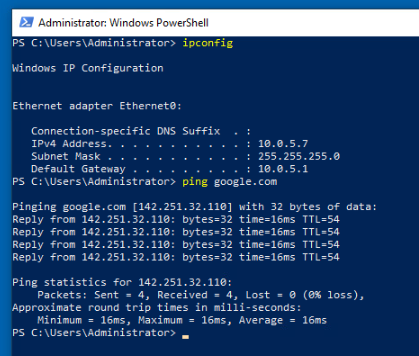 Administrator: Windows PowerShell
PS C:\Users\Administrator> ipconfig
Windows IP Configuration
Ethernet adapter Ethernet0:
Connection-specific DNS Suffix  . :
IPv4 Address. . . . . . . . . . . : 10.0.5.7
Subnet Mask . . . . . . . . . . . : 255.255.255.0
Default Gateway . . . . . . . . . : 10.0.5.1
PS C:\Users\Administrator> ping google.com
Pinging google.com [142.251.32.110] with 32 bytes of data:
Reply from 142.251.32.110: bytes=32 time=16ms TTL=54
Reply from 142.251.32.110: bytes=32 time=16ms TTL=54
Reply from 142.251.32.110: bytes=32 time=16ms TTL=54
Reply from 142.251.32.110: bytes=32 time=16ms TTL=54
Ping statistics for 142.251.32.110:
Packets: Sent = 4, Received = 4, Lost = 0 (0% loss),
Approximate round trip times in milli-seconds:
Minimum = 16ms, Maximum = 16ms, Average = 16ms
PS C:\Users\Administrator> _